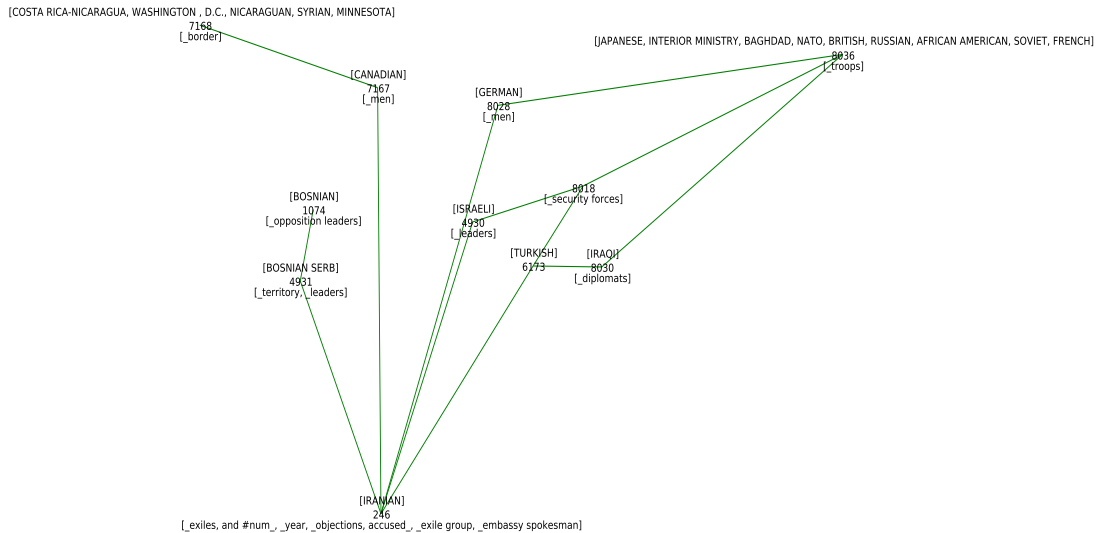 [COSTA RICA-NICARAGUA, WASHINGTON , D.C., NICARAGUAN, SYRIAN, MINNESOTA]
7168
[_border]
[JAPANESE, INTERIOR MINISTRY, BAGHDAD, NATO, BRITISH, RUSSIAN, AFRICAN AMERICAN, SOVIET, FRENCH]
8036
[_troops]
[CANADIAN]
7167
[_men]
[GERMAN]
8028
[_men]
8018
[_security forces]
[BOSNIAN]
1074
[_opposition leaders]
[ISRAELI]
4930
[_leaders]
[TURKISH]
6173
[IRAQI]
8030
[_diplomats]
[BOSNIAN SERB]
4931
[_territory, _leaders]
[IRANIAN]
246
[_exiles, and #num_, _year, _objections, accused_, _exile group, _embassy spokesman]